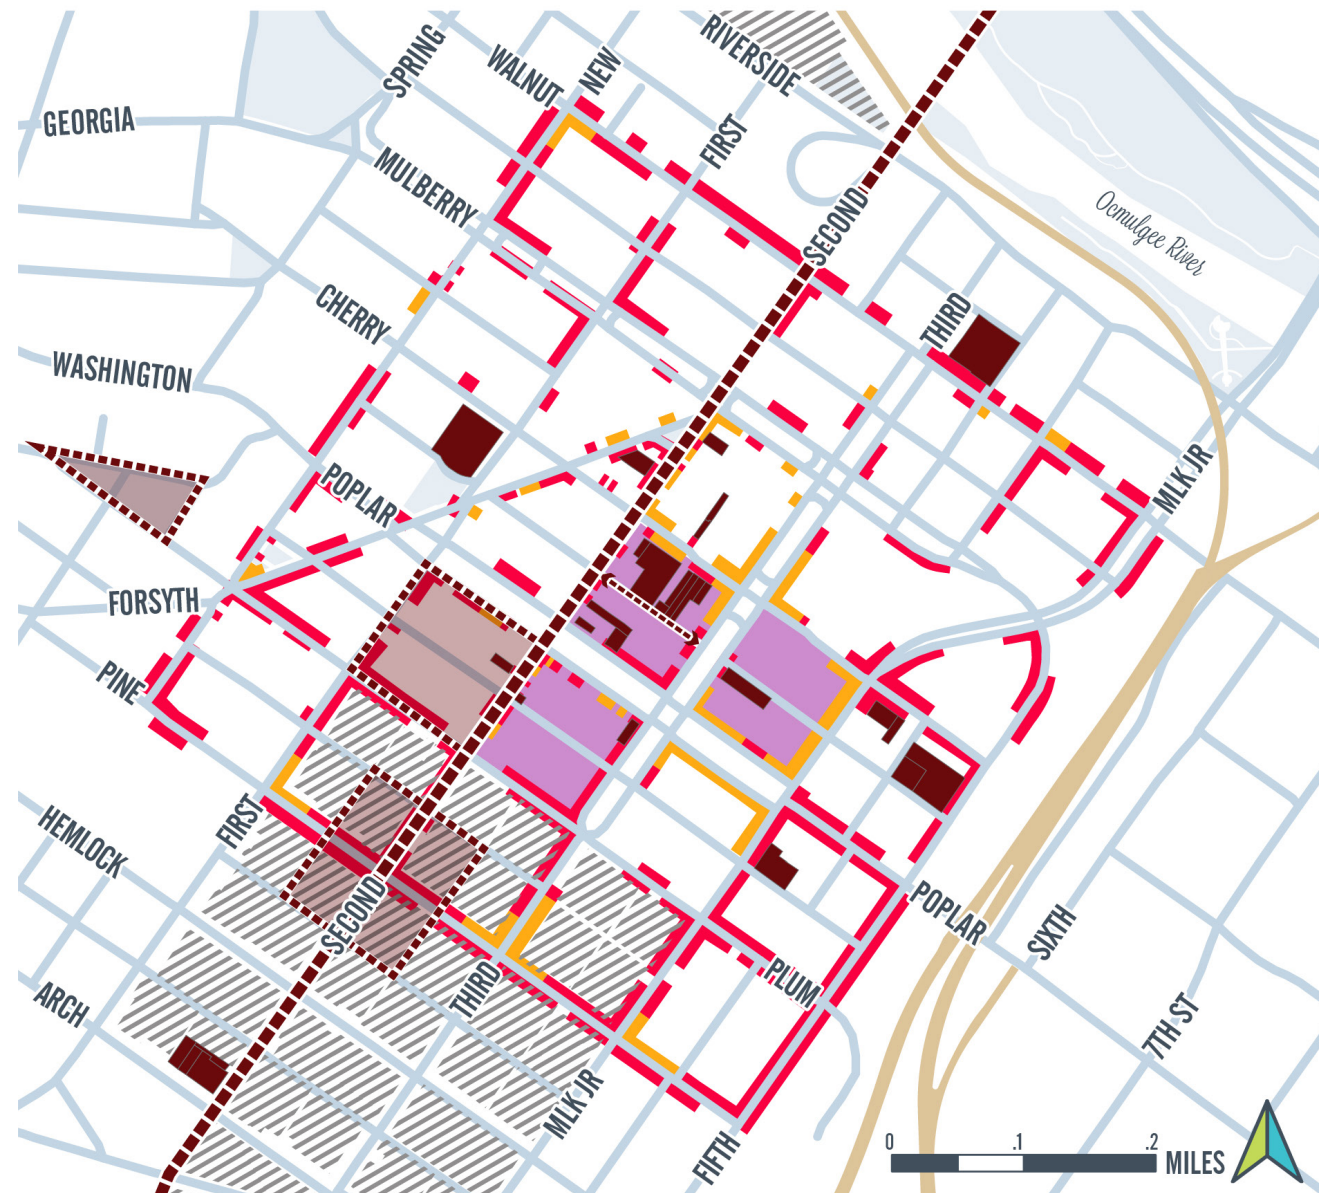 RIVERSIDE
SPRING
WALNUT
NEW
GEORGIA
FIRST
MULBERRY
SECOND
Ocmulgee River
CHERRY
THIRD
WASHINGTON
MLK JR
POPLAR
FORSYTH
PINE
FIRST
HEMLOCK
SECOND
POPLAR
SIXTH
PLUM
THIRD
ARCH
7TH ST
MLK JR
FIFTH
0 .1 .2
MILES